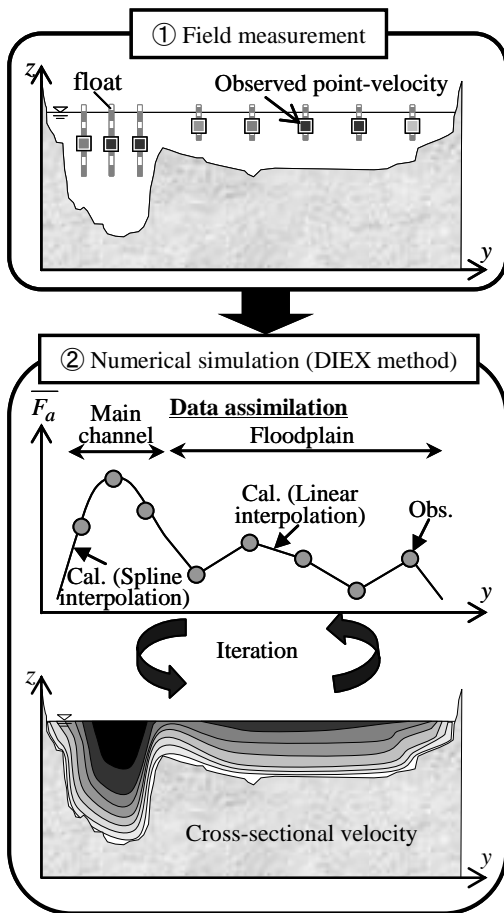 ① Field measurement
z
float
Observed point-velocity
y
② Numerical simulation (DIEX method)
Fa
Main channel
Data assimilation
Floodplain
Cal. (Linear
interpolation)
Obs.
Cal. (Spline
interpolation)
y
Iteration
z
Cross-sectional velocity
y